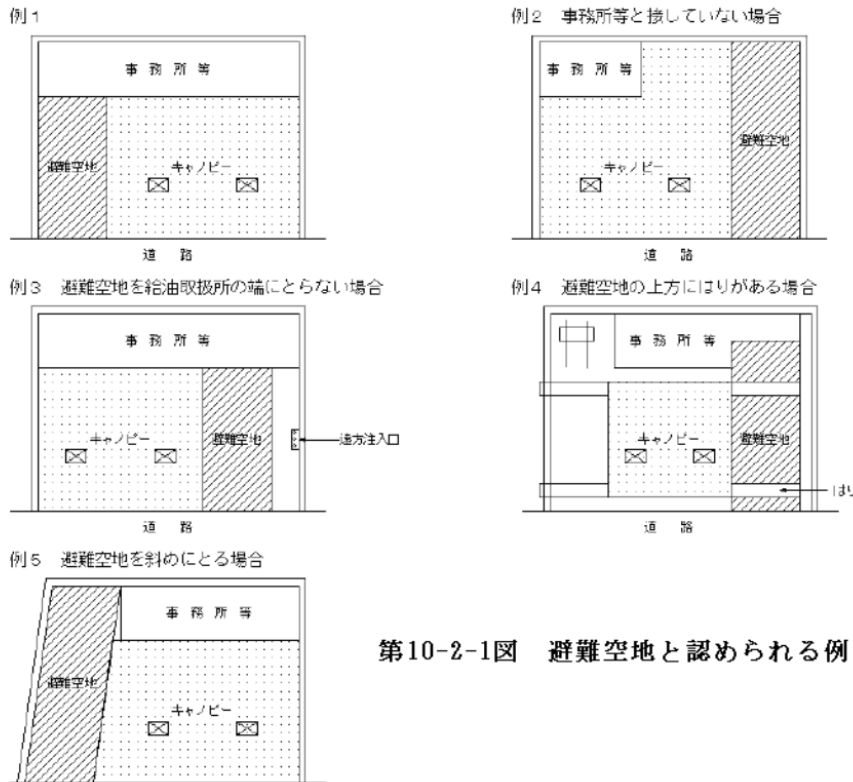 例1
事務所等
避難空地
キャノピー
道路
例2 事務所等と接していない場合
事務所等
避難空地
キャノピー
道路
例3 避難空地を給油取扱所の端にとらない場合
事務所等
キャノピー
避難空地
遠方注入口
道路
例4 避難空地の上方にはりがある場合
事務所等
キャノピー
避難空地
はり
道路
例5 避難空地を斜めにとる場合
事務所等
避難空地
キャノピー
第10-2-1図 避難空地と認められる例